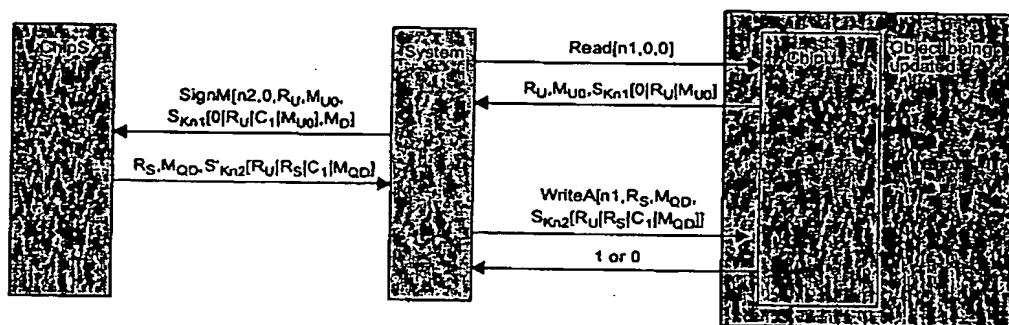 ChipS
System
ChipU
Object being
updated
Read[n1,0,0]
R_U,M_U0,S_Kn1[0|R_U|M_U0]
SignM[n2,0,R_U,M_U0,
S_Kn1[0|R_U|C_1|M_U0],M_D]
R_S,M_QD,S_Kn2[R_U|R_S|C_1|M_QD]
WriteA[n1,R_S,M_QD,
S_Kn2[R_U|R_S|C_1|M_QD]]
1 or 0